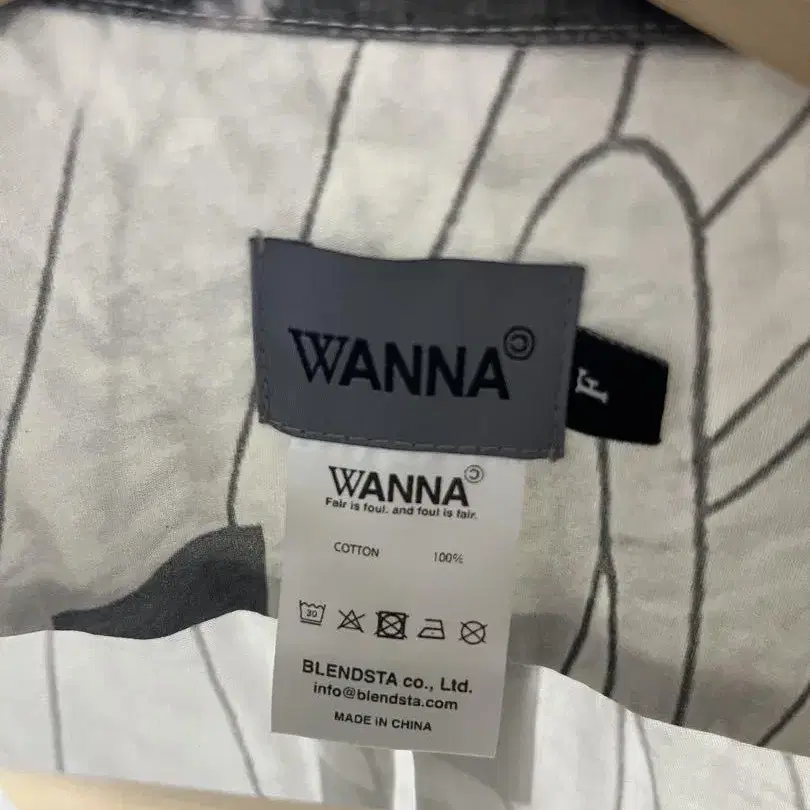 WANNA©
F
WANNA©
Fair is foul. and foul is fair.
COTTON 100%
30
BLENDSTA co., Ltd.
info@blendsta.com
MADE IN CHINA